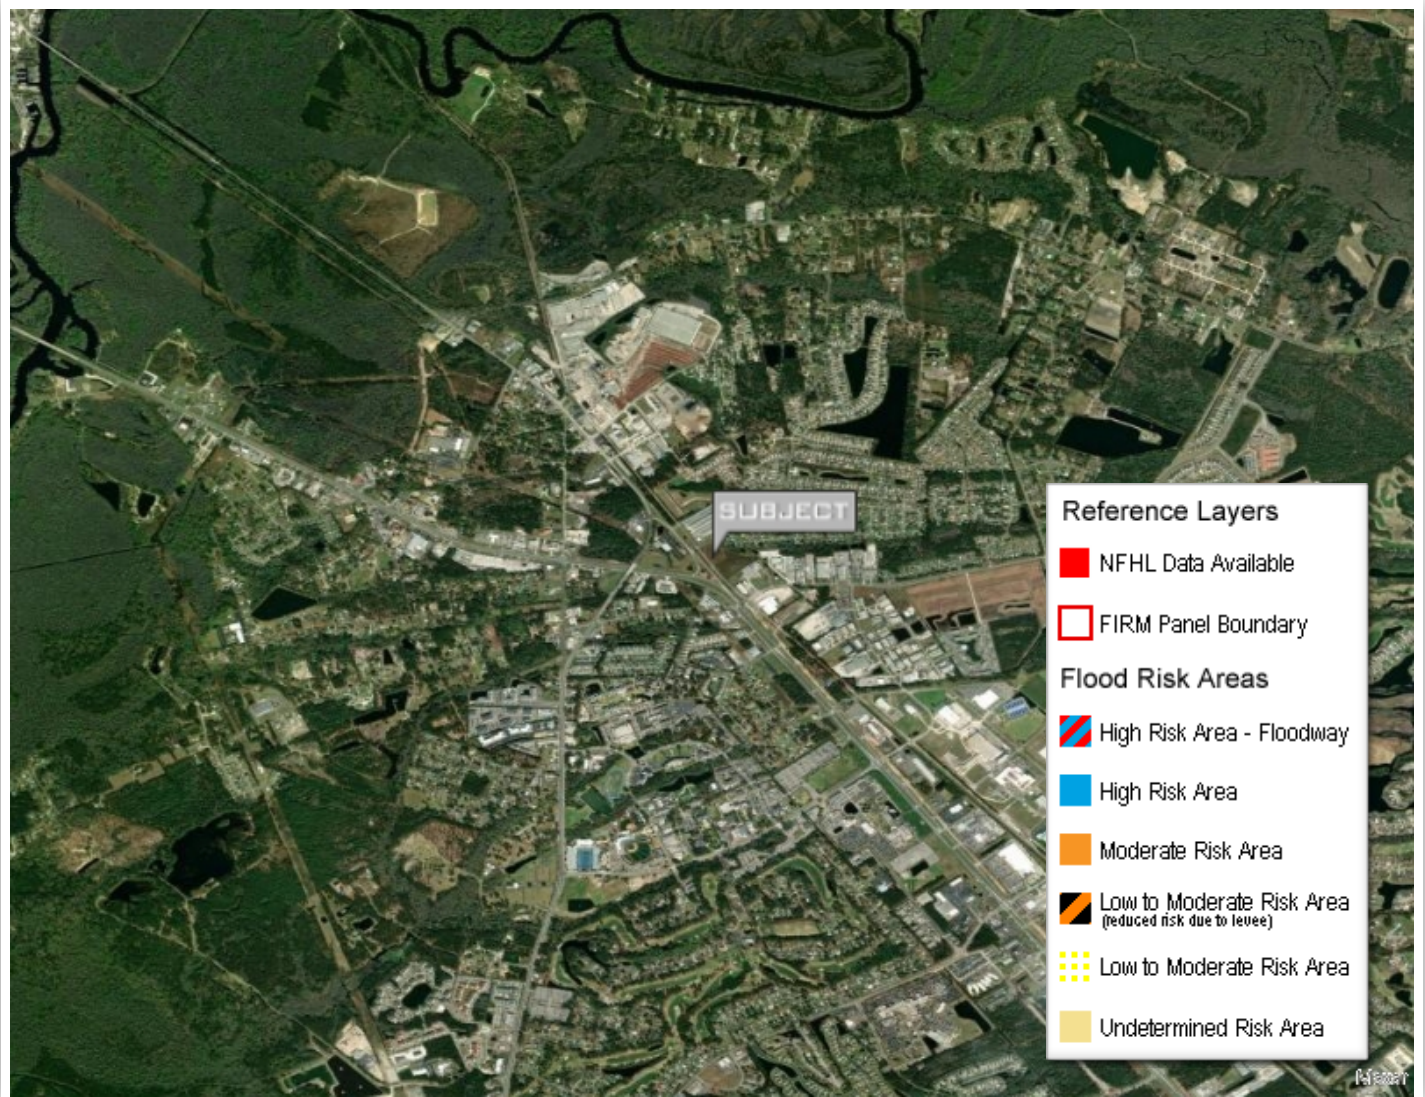 SUBJECT
Reference Layers
NFHL Data Available
FIRM Panel Boundary
Flood Risk Areas
High Risk Area - Floodway
High Risk Area
Moderate Risk Area
Low to Moderate Risk Area
(reduced risk due to levee)
Low to Moderate Risk Area
Undetermined Risk Area
Maxar